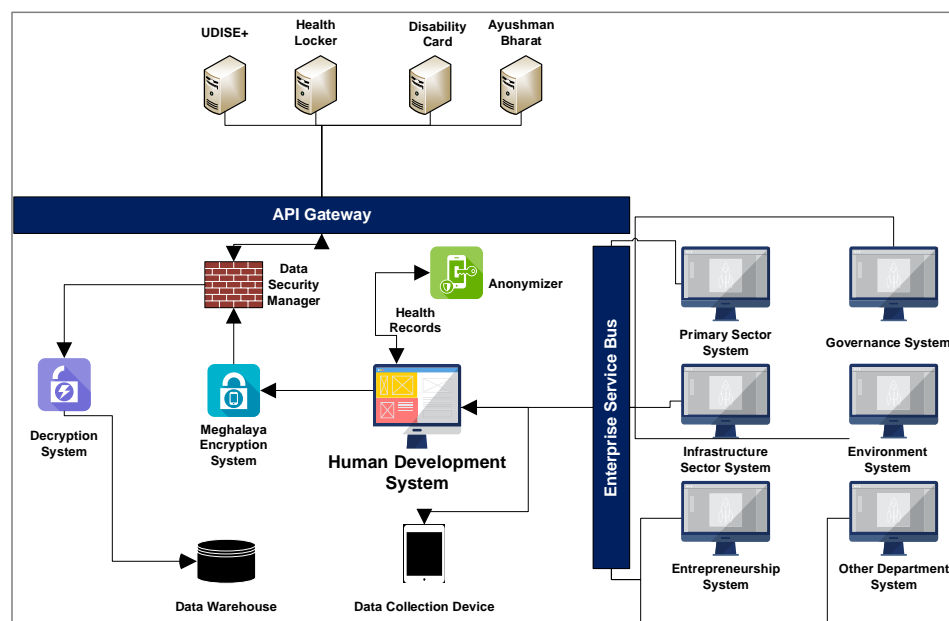 UDISE+
Health
Locker
Disability
Card
Ayushman
Bharat
API Gateway
Data
Security
Manager
Anonymizer
Health
Records
Enterprise Service Bus
Primary Sector
System
Governance System
Decryption
System
Meghalaya
Encryption
System
Human Development
System
Infrastructure
Sector System
Environment
System
Data Warehouse
Data Collection Device
Entrepreneurship
System
Other Department
System